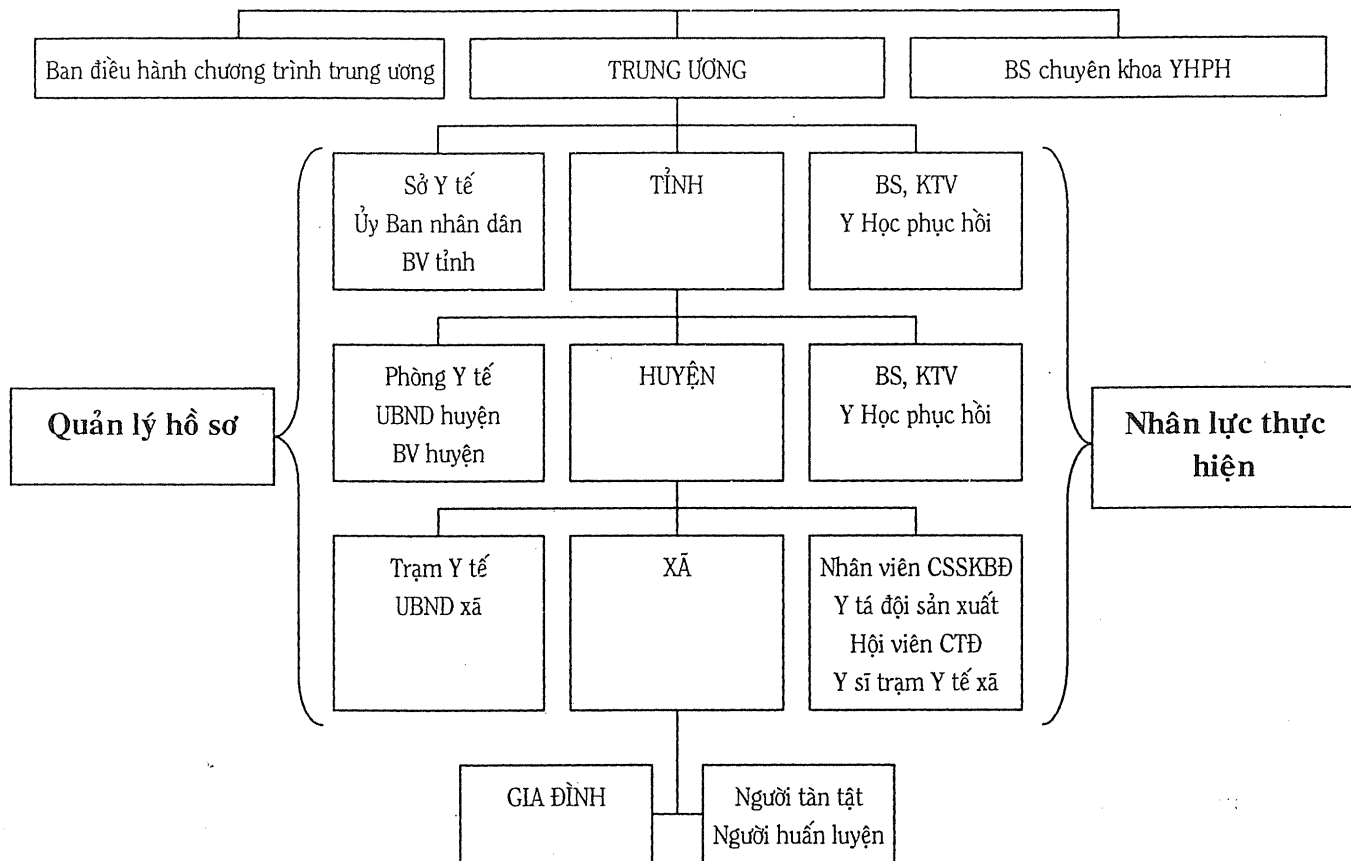 Ban điều hành chương trình trung ương
TRUNG ƯƠNG
BS chuyên khoa YHPH
Sở Y tế
Ủy Ban nhân dân
BV tỉnh
TỈNH
BS, KTV
Y Học phục hồi
Quản lý hồ sơ
Phòng Y tế
UBND huyện
BV huyện
HUYỆN
BS, KTV
Y Học phục hồi
Nhân lực thực
hiện
Trạm Y tế
UBND xã
XÃ
Nhân viên CSSKBĐ
Y tá đội sản xuất
Hội viên CTĐ
Y sĩ trạm Y tế xã
GIA ĐÌNH
Người tàn tật
Người huấn luyện